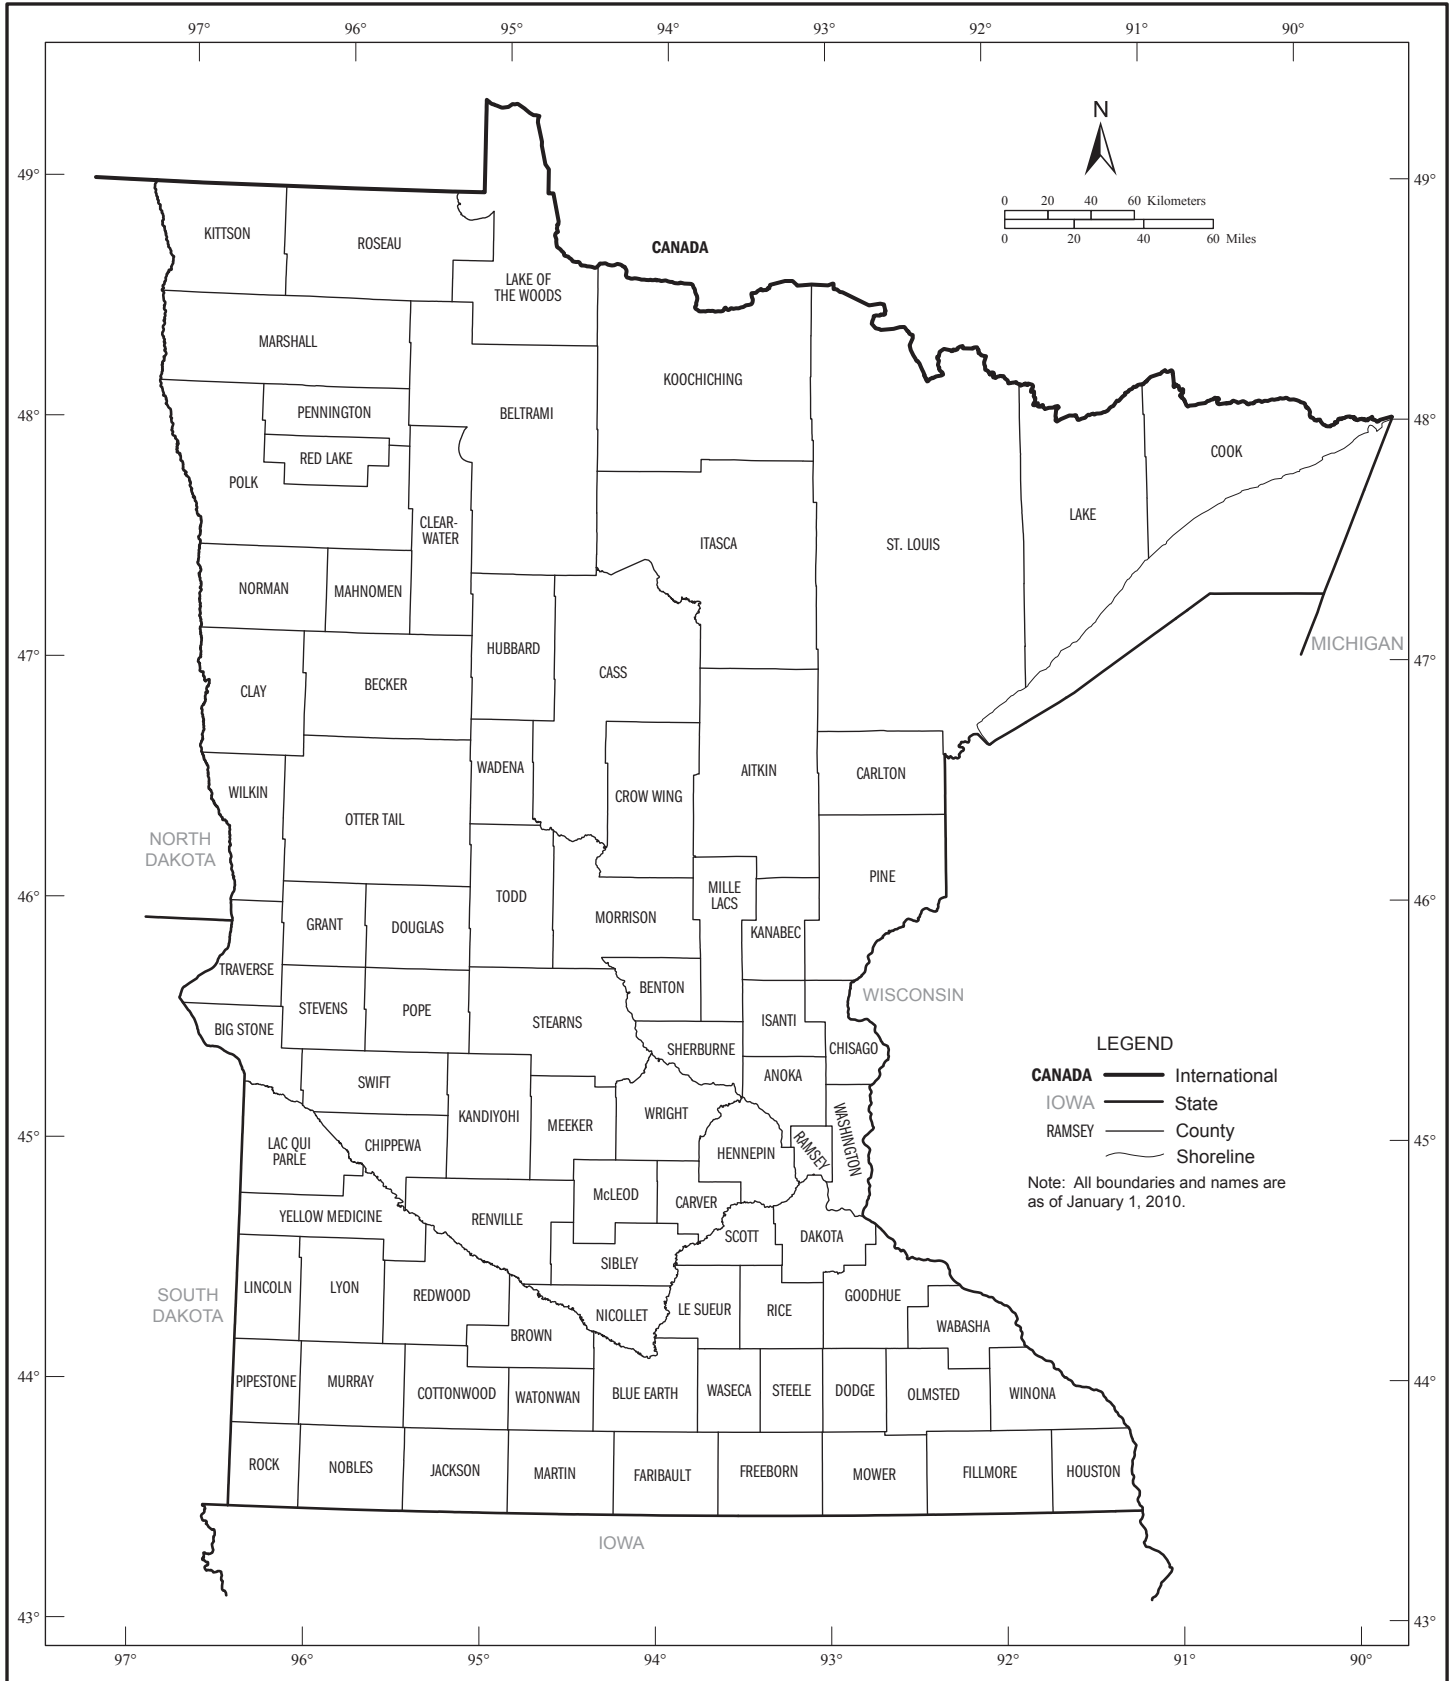 97° 96° 95° 94° 93° 92° 91° 90°
N
49° 49°
0 20 40 60 Kilometers
0 20 40 60 Miles
KITTSON
ROSEAU
CANADA
LAKE OF
THE WOODS
MARSHALL
KOOCHICHING
PENNINGTON
BELTRAMI
48° 48°
COOK
RED LAKE
POLK
LAKE
CLEAR-
WATER
ITASCA
ST. LOUIS
NORMAN
MAHNOMEN
HUBBARD
MICHIGAN
47° 47°
CASS
CLAY
BECKER
WADENA
AITKIN
CARLTON
WILKIN
CROW WING
OTTER TAIL
NORTH
DAKOTA
PINE
MILLE
LACS
46° 46°
TODD
MORRISON
GRANT
DOUGLAS
KANABEC
TRAVERSE
BENTON
WISCONSIN
STEVENS
POPE
STEARNS
ISANTI
BIG STONE
SHERBURNE
CHISAGO
LEGEND
CANADA International
IOWA State
RAMSEY County
Shoreline
Note: All boundaries and names are
as of January 1, 2010.
SWIFT
ANOKA
KANDIYOHI
MEEKER
WRIGHT
WASHINGTON
45° 45°
LAC QUI
PARLE
CHIPPEWA
HENNEPIN
RAMSEY
McLEOD
CARVER
YELLOW MEDICINE
RENVILLE
SCOTT
DAKOTA
SIBLEY
LINCOLN
LYON
REDWOOD
SOUTH
DAKOTA
NICOLLET
LE SUEUR
RICE
GOODHUE
BROWN
WABASHA
44° 44°
PIPESTONE
MURRAY
COTTONWOOD
WATONWAN
BLUE EARTH
WASECA
STEELE
DODGE
OLMSTED
WINONA
ROCK
NOBLES
JACKSON
MARTIN
FARIBAULT
FREEBORN
MOWER
FILLMORE
HOUSTON
IOWA
43° 43°
97° 96° 95° 94° 93° 92° 91° 90°